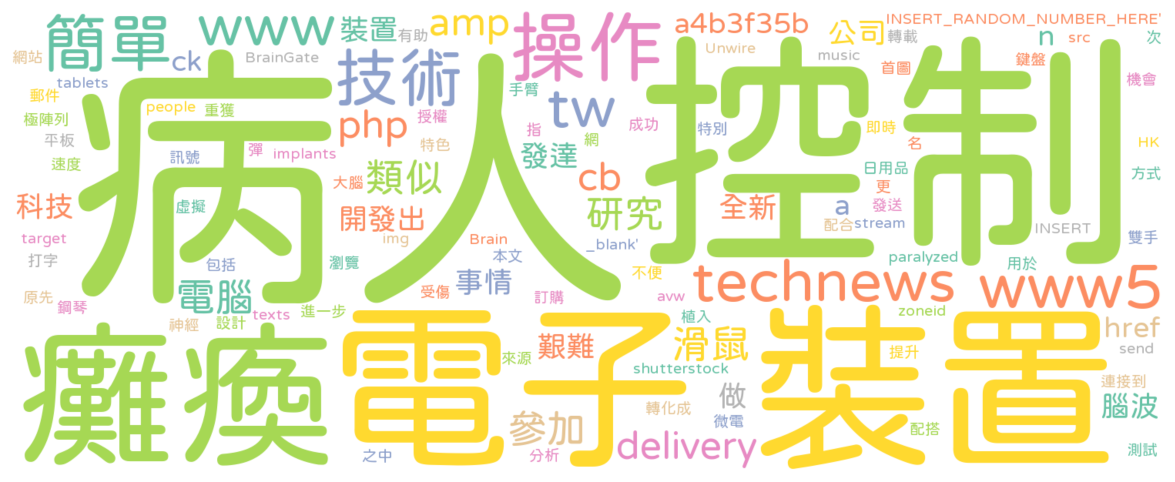 簡單 www 裝置 有助 amp 操作 a4b3f35b 公司 INSERT_RANDOM_NUMBER_HERE'
網站 ck BrainGate 技術 Unwire music n 轉載 src 次
tablets 手臂 首圖 鍵盤 機會
郵件 people 重獲 tw
極陣列 php 授權 指 成功 特別 即時 名 HK
平板 彈 特色 網
速度 訊號 implants 發達 日用品 方式
病人 控制
大腦 類似 cb 更
科技 虛擬 開發出 研究 全新 a 發送
target img Brain _blank' 配合 stream INSERT 雙手
打字 包括 瀏覽 本文 paralyzed 用於
電腦 事情 不便 technews www5
原先 鋼琴 受傷 訂購 avw
神經 設計 texts 進一步 植入 zoneid href
癱瘓 電子 裝置
來源 艱難 滑鼠 提升 send
shutterstock 連接到
參加 轉化成 做 腦波
微電 配搭
之中 分析 delivery 測試